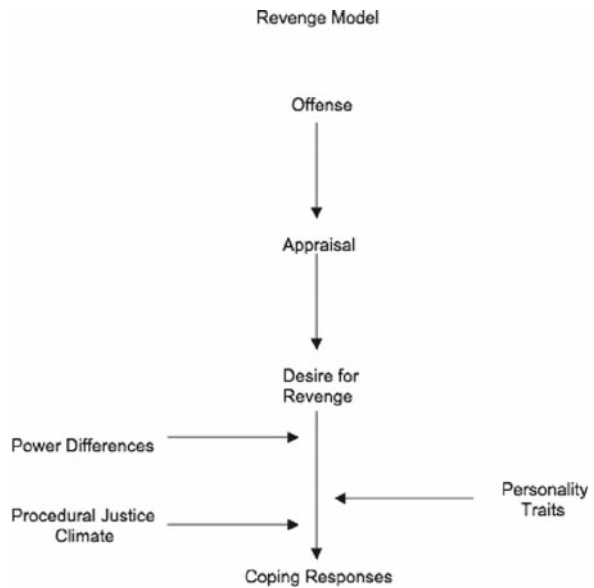 Revenge Model
Offense
Appraisal
Desire for
Revenge
Power Differences
Personality
Traits
Procedural Justice
Climate
Coping Responses